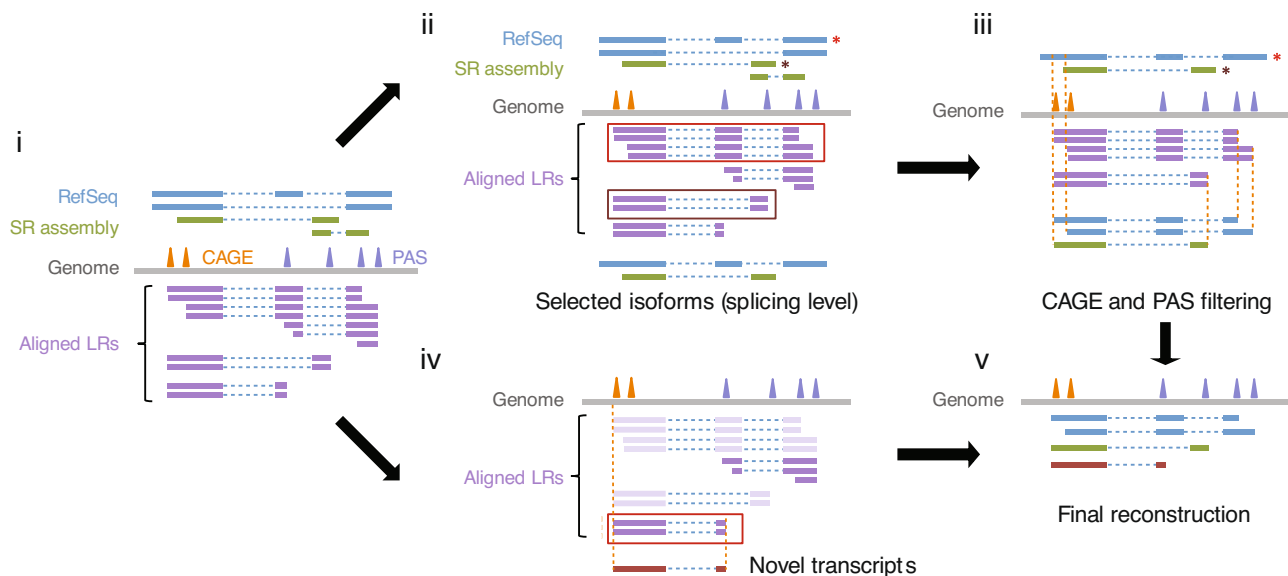 i
RefSeq
SR assembly
CAGE
PAS
Genome
Aligned LRs
ii
RefSeq
*
SR assembly
*
Genome
Aligned LRs
Selected isoforms (splicing level)
iii
*
*
Genome
CAGE and PAS filtering
iv
Genome
Aligned LRs
Novel transcripts
v
Genome
Final reconstruction